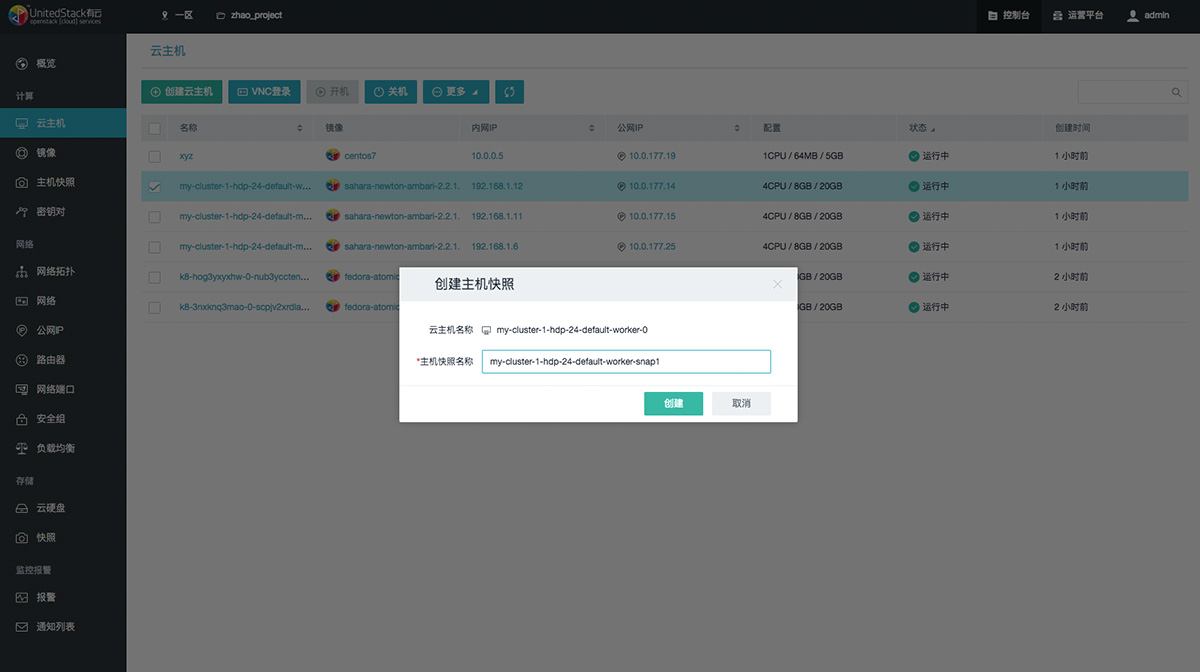 UnitedStack有云
openstack [cloud] services
一区
zhao_project
控制台
运营平台
admin
概览
计算
云主机
镜像
主机快照
密钥对
网络
网络拓扑
网络
公网IP
路由器
网络端口
安全组
负载均衡
存储
云硬盘
快照
监控报警
报警
通知列表
云主机
创建云主机 VNC登录 开机 关机 更多
名称 镜像 内网IP 公网IP 配置 状态 创建时间
xyz centos7 10.0.0.5 10.0.177.19 1CPU / 64MB / 5GB 运行中 1 小时前
my-cluster-1-hdp-24-default-w... sahara-newton-ambari-2.2.1. 192.168.1.12 10.0.177.14 4CPU / 8GB / 20GB 运行中 1 小时前
my-cluster-1-hdp-24-default-m... sahara-newton-ambari-2.2.1. 192.168.1.11 10.0.177.15 4CPU / 8GB / 20GB 运行中 1 小时前
my-cluster-1-hdp-24-default-m... sahara-newton-ambari-2.2.1. 192.168.1.6 10.0.177.25 4CPU / 8GB / 20GB 运行中 1 小时前
k8-hog3yxyxhw-0-nub3yccten... fedora-atomic GB / 20GB 运行中 2 小时前
k8-3nxknq3mao-0-scpjv2xrdla... fedora-atomic GB / 20GB 运行中 2 小时前
创建主机快照
云主机名称 my-cluster-1-hdp-24-default-worker-0
*主机快照名称 my-cluster-1-hdp-24-default-worker-snap1
创建 取消